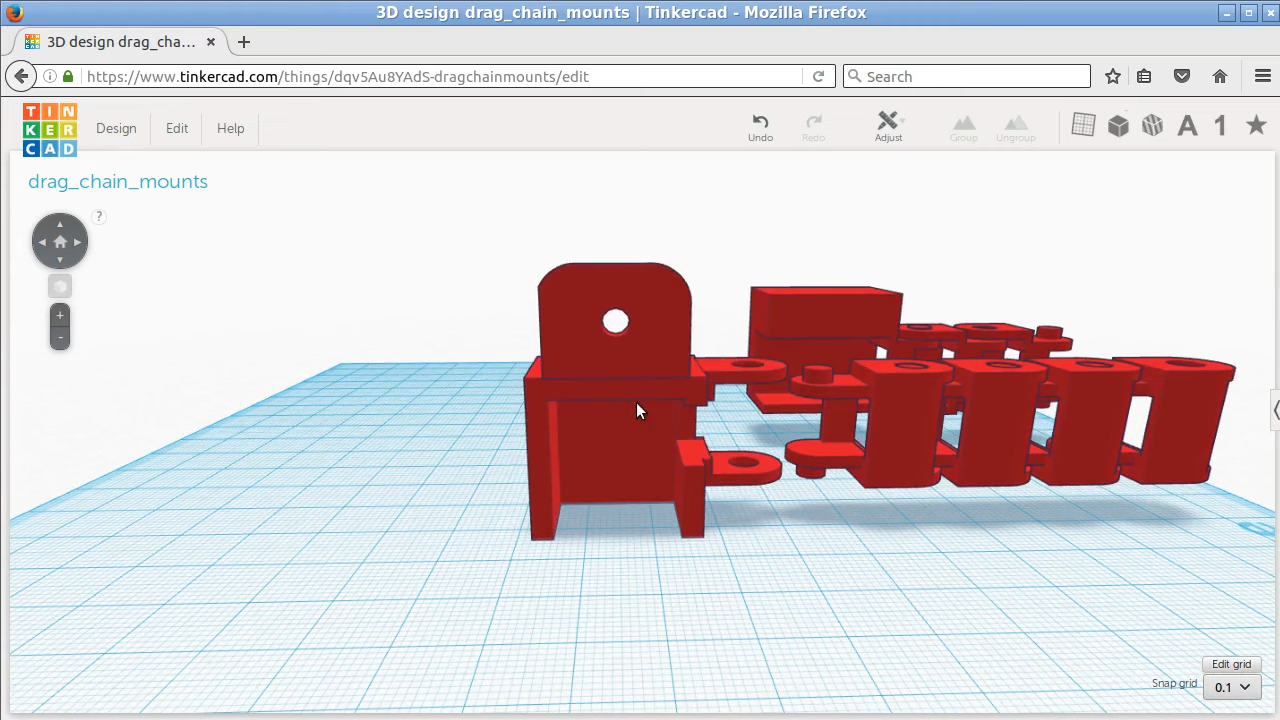 3D design drag_chain_mounts | Tinkercad - Mozilla Firefox
3D design drag_cha...
https://www.tinkercad.com/things/dqv5Au8YAdS-dragchainmounts/edit
Search
TIN
KER
CAD
Design
Edit
Help
Undo
Redo
Adjust
Group
Ungroup
A
1
drag_chain_mounts
?
+
-
Edit grid
Snap grid
0.1